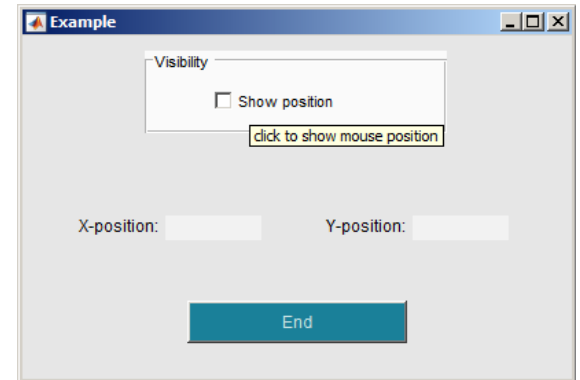 Example
Visibility
Show position
click to show mouse position
X-position:
Y-position:
End